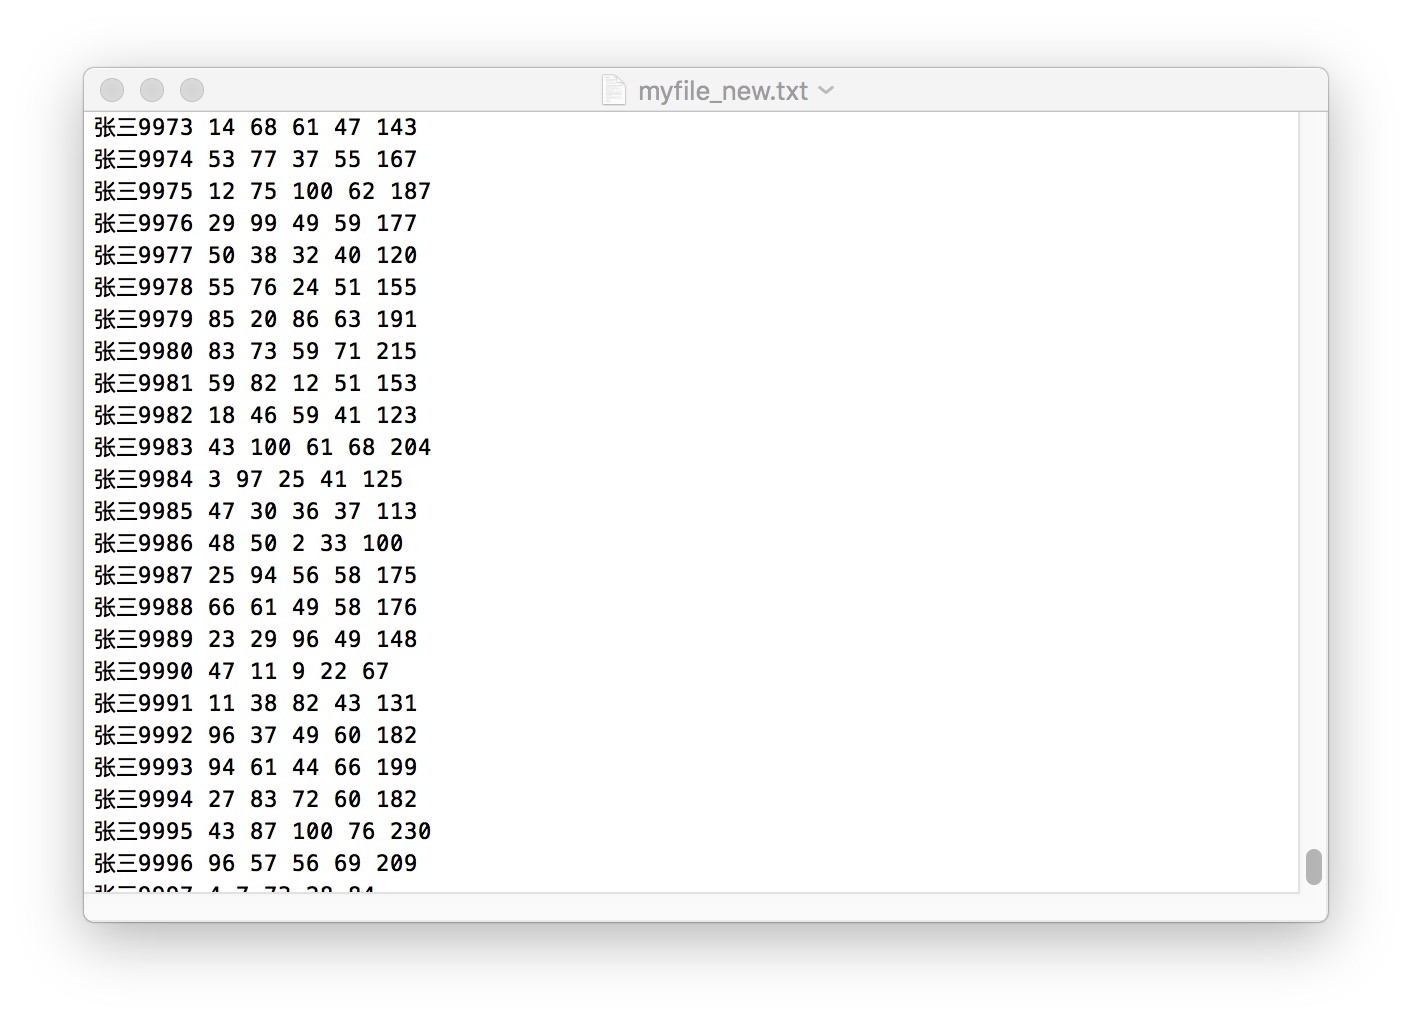 myfile_new.txt
张三9973 14 68 61 47 143
张三9974 53 77 37 55 167
张三9975 12 75 100 62 187
张三9976 29 99 49 59 177
张三9977 50 38 32 40 120
张三9978 55 76 24 51 155
张三9979 85 20 86 63 191
张三9980 83 73 59 71 215
张三9981 59 82 12 51 153
张三9982 18 46 59 41 123
张三9983 43 100 61 68 204
张三9984 3 97 25 41 125
张三9985 47 30 36 37 113
张三9986 48 50 2 33 100
张三9987 25 94 56 58 175
张三9988 66 61 49 58 176
张三9989 23 29 96 49 148
张三9990 47 11 9 22 67
张三9991 11 38 82 43 131
张三9992 96 37 49 60 182
张三9993 94 61 44 66 199
张三9994 27 83 72 60 182
张三9995 43 87 100 76 230
张三9996 96 57 56 69 209
张三9997 4 7 73 28 84